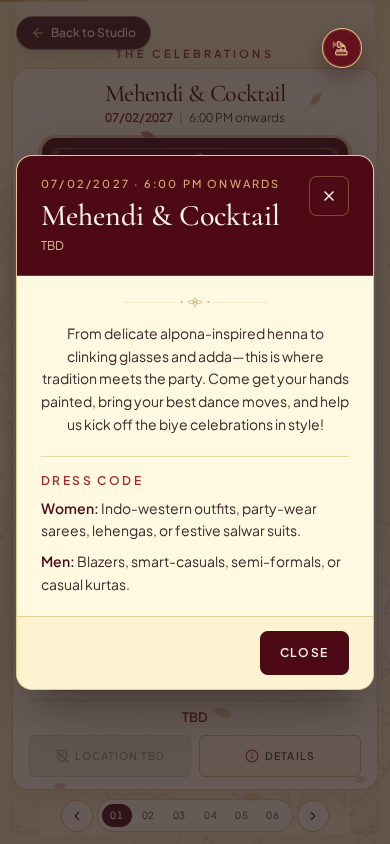 Back to Studio
THE CELEBRATIONS
Mehendi & Cocktail
07/02/2027 | 6:00 PM onwards
07/02/2027 · 6:00 PM ONWARDS
Mehendi & Cocktail
TBD
From delicate alpona-inspired henna to
clinking glasses and adda—this is where
tradition meets the party. Come get your hands
painted, bring your best dance moves, and help
us kick off the biye celebrations in style!
DRESS CODE
Women: Indo-western outfits, party-wear
sarees, lehengas, or festive salwar suits.
Men: Blazers, smart-casuals, semi-formals, or
casual kurtas.
CLOSE
TBD
LOCATION TBD
DETAILS
01 02 03 04 05 06